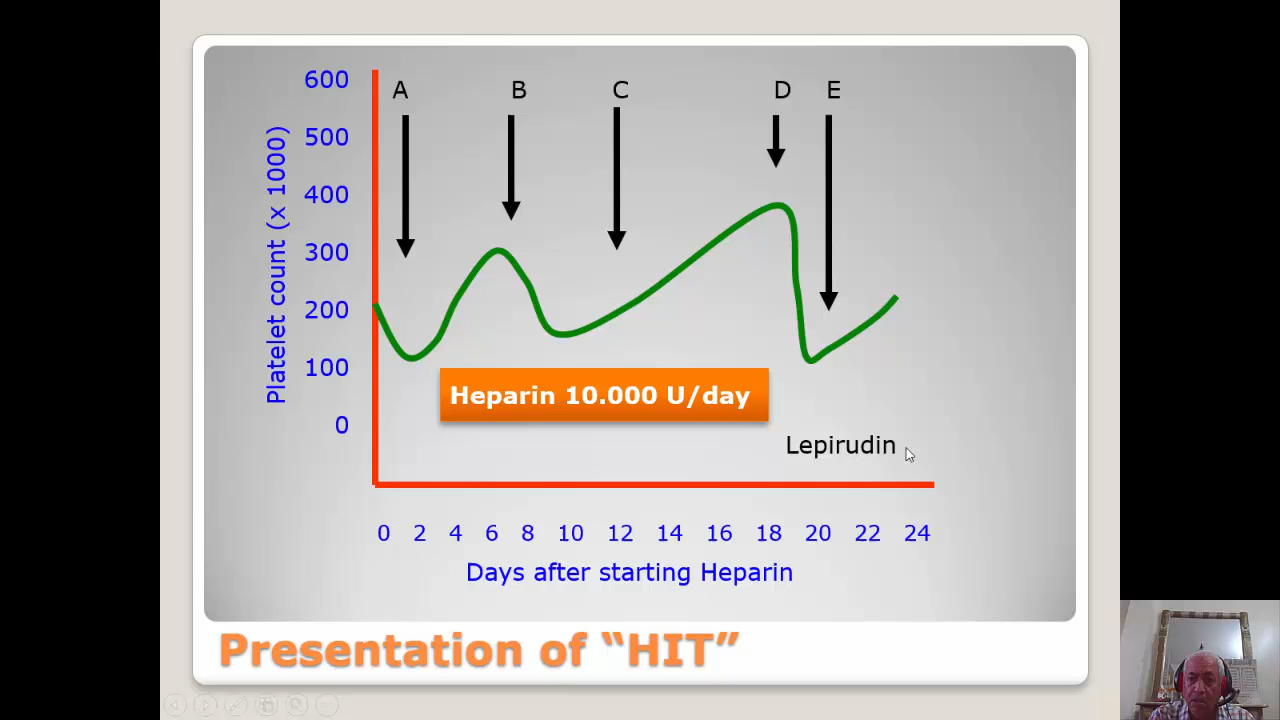 600
A
B
C
D
E
500
400
300
200
100
0
Platelet count (x 1000)
Heparin 10.000 U/day
Lepirudin
0 2 4 6 8 10 12 14 16 18 20 22 24
Days after starting Heparin
Presentation of “HIT”